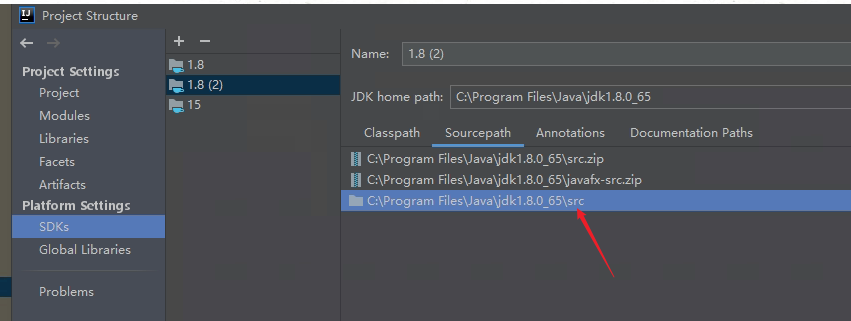 IJ Project Structure
Project Settings
Project
Modules
Libraries
Facets
Artifacts
Platform Settings
SDKs
Global Libraries
Problems
1.8
1.8 (2)
15
Name: 1.8 (2)
JDK home path: C:\Program Files\Java\jdk1.8.0_65
Classpath Sourcepath Annotations Documentation Paths
C:\Program Files\Java\jdk1.8.0_65\src.zip
C:\Program Files\Java\jdk1.8.0_65\javafx-src.zip
C:\Program Files\Java\jdk1.8.0_65\src